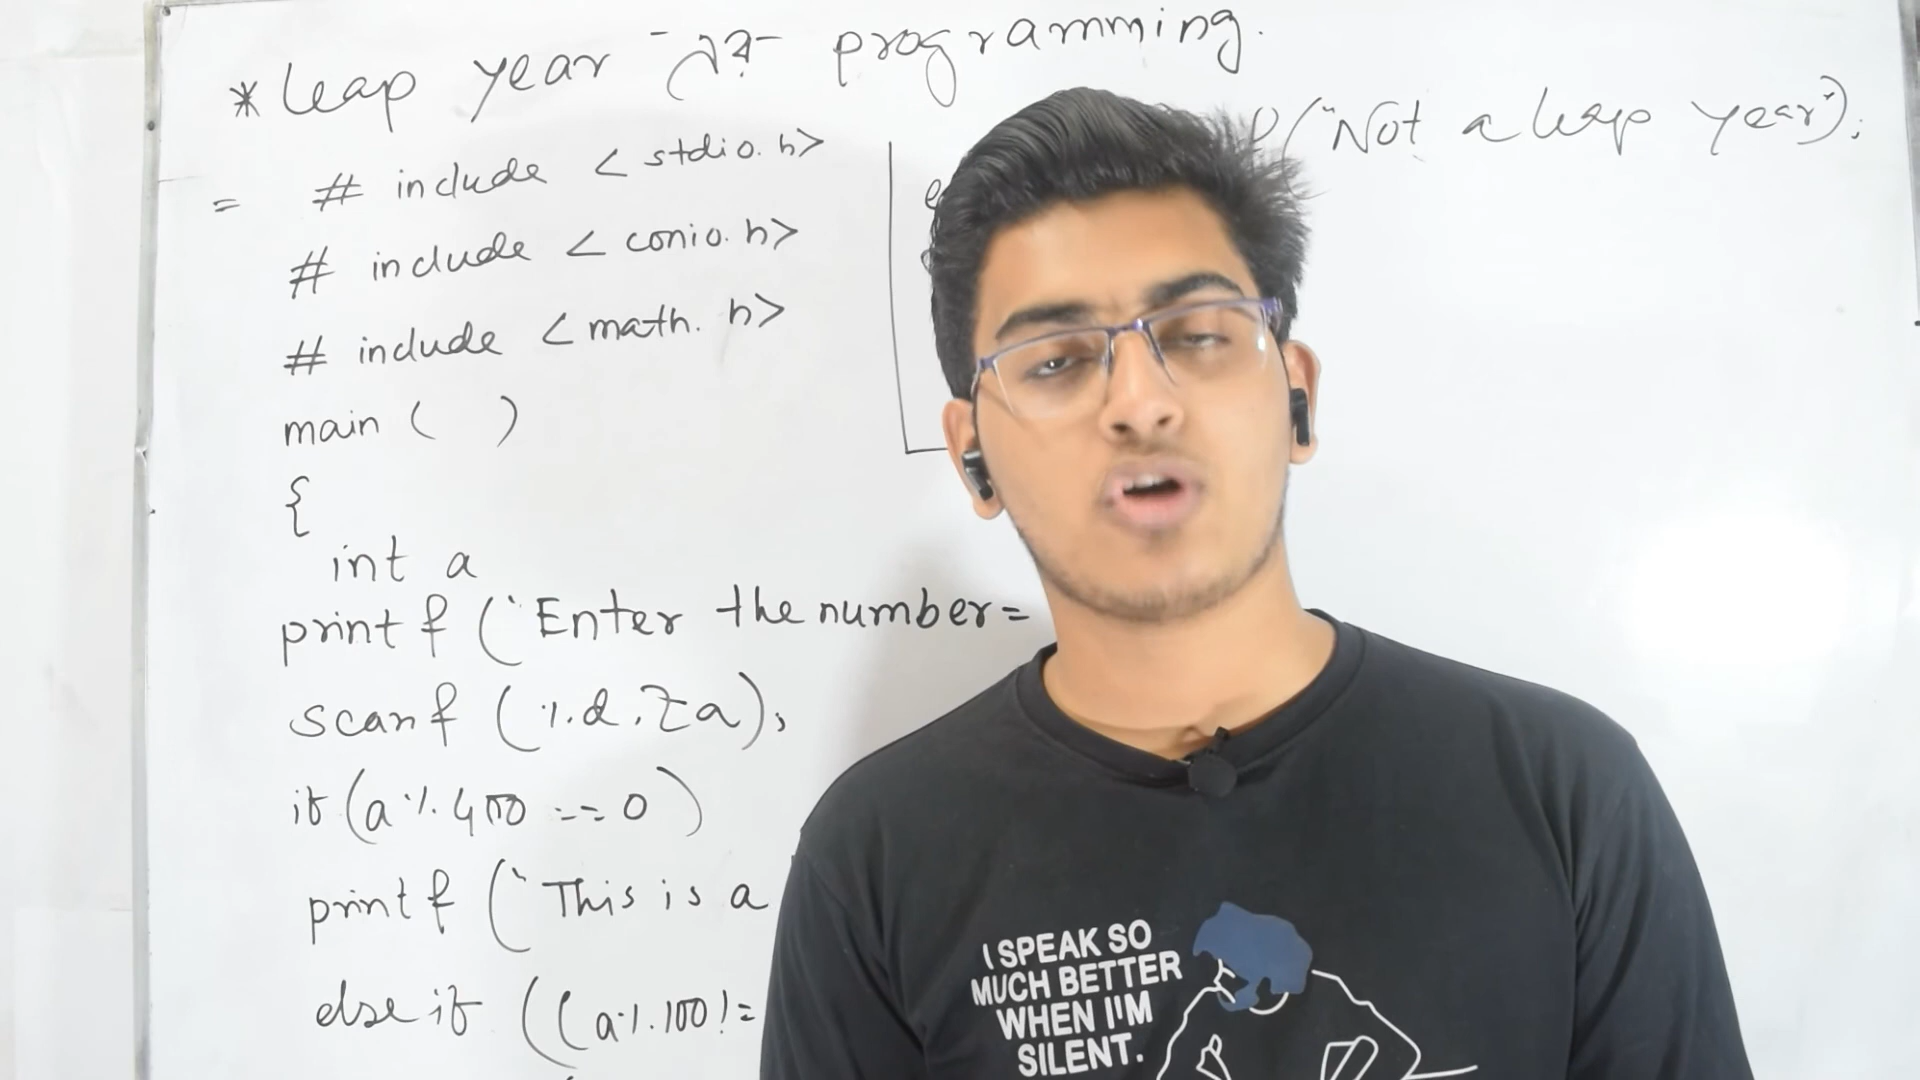 * leap year এর programming.
= # include < stdio.h>
# include < conio.h>
# include < math.h>
main ( )
{
int a
printf ("Enter the number=
scanf (%d, &a);
if (a % 400 == 0)
printf ("This is a
else if ((a%100!=
P("Not a leap year");
I SPEAK SO
MUCH BETTER
WHEN I'M
SILENT.